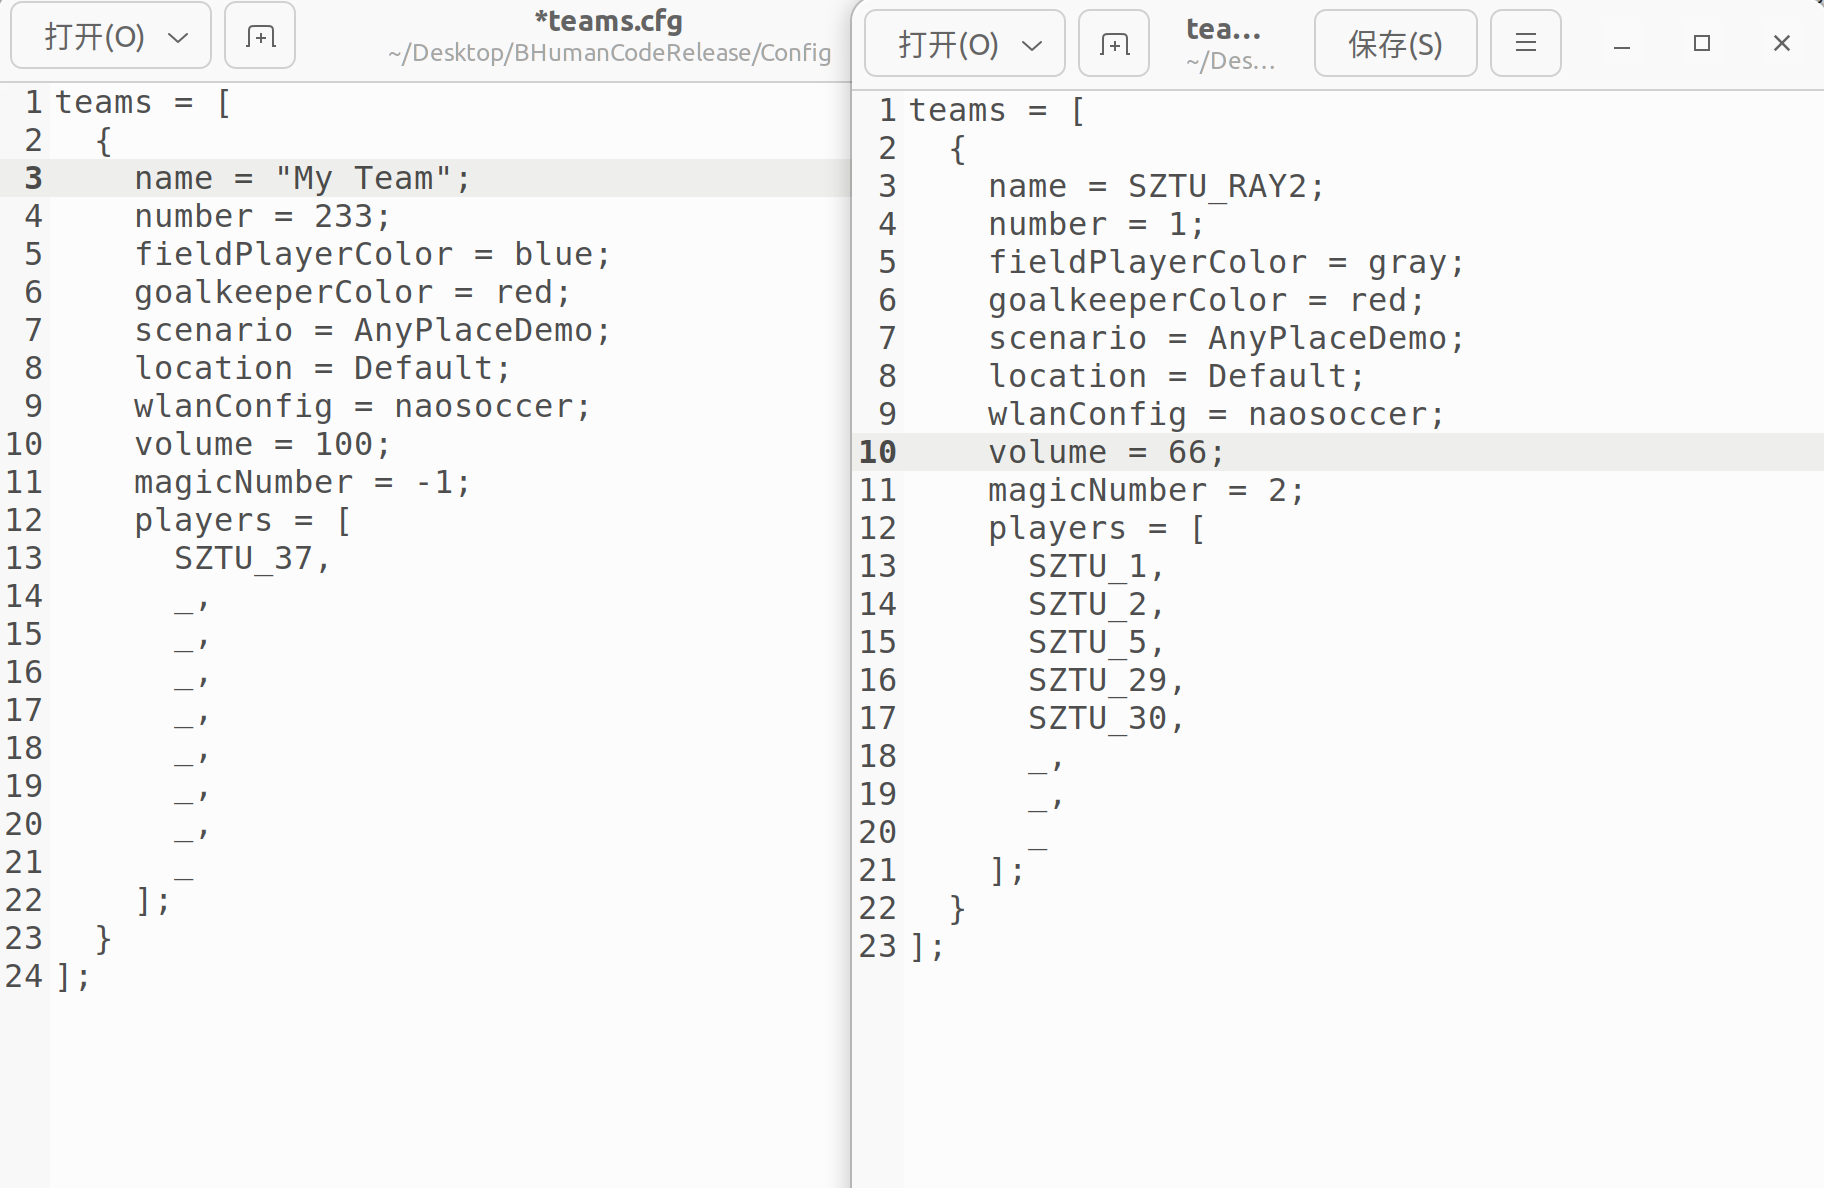 打开(O)
*teams.cfg
~/Desktop/BHumanCodeRelease/Config
1 teams = [
2   {
3     name = "My Team";
4     number = 233;
5     fieldPlayerColor = blue;
6     goalkeeperColor = red;
7     scenario = AnyPlaceDemo;
8     location = Default;
9     wlanConfig = naosoccer;
10     volume = 100;
11     magicNumber = -1;
12     players = [
13       SZTU_37,
14       _,
15       _,
16       _,
17       _,
18       _,
19       _,
20       _,
21       _
22     ];
23   }
24 ];
打开(O)
tea...
~/Des...
保存(S)
1 teams = [
2   {
3     name = SZTU_RAY2;
4     number = 1;
5     fieldPlayerColor = gray;
6     goalkeeperColor = red;
7     scenario = AnyPlaceDemo;
8     location = Default;
9     wlanConfig = naosoccer;
10     volume = 66;
11     magicNumber = 2;
12     players = [
13       SZTU_1,
14       SZTU_2,
15       SZTU_5,
16       SZTU_29,
17       SZTU_30,
18       _,
19       _,
20       _
21     ];
22   }
23 ];